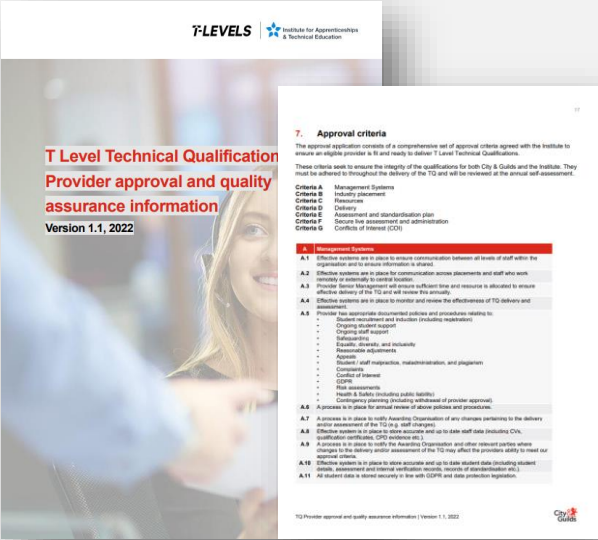 T-LEVELS
Institute for Apprenticeships
& Technical Education
T Level Technical Qualification
Provider approval and quality
assurance information
Version 1.1, 2022
7. Approval criteria
The approval application consists of a comprehensive set of approval criteria agreed with the Institute to
ensure an eligible provider is fit and ready to deliver T Level Technical Qualifications.
These criteria seek to ensure the integrity of the qualifications for both City & Guilds and the Institute. They
must be adhered to throughout the delivery of the TQ and will be reviewed at the annual self-assessment.
Criteria A Management Systems
Criteria B Industry placement
Criteria C Resources
Criteria D Delivery
Criteria E Assessment and standardisation plan
Criteria F Secure live assessment and administration
Criteria G Conflicts of Interest (COI)
A Management Systems
A.1 Effective systems are in place to ensure communication between all levels of staff within the
organisation and to ensure information is shared.
A.2 Effective systems are in place for communication across placements and staff who work
remotely or externally to central location.
A.3 Provider Senior Management will ensure sufficient time and resource is allocated to ensure
effective delivery of the TQ and will review this annually.
A.4 Effective systems are in place to monitor and review the effectiveness of TQ delivery and
assessment.
A.5 Provider has appropriate documented policies and procedures relating to:
• Student recruitment and induction (including registration)
• Ongoing student support
• Ongoing staff support
• Safeguarding
• Equality, diversity, and inclusivity
• Reasonable adjustments
• Appeals
• Student / staff malpractice, maladministration, and plagiarism
• Complaints
• Conflict of Interest
• GDPR
• Risk assessments
• Health & Safety (including public liability)
• Contingency planning (including withdrawal of provider approval).
A.6 A process is in place for annual review of above policies and procedures.
A.7 A process is in place to notify Awarding Organisation of any changes pertaining to the delivery
and/or assessment of the TQ (e.g. staff changes).
A.8 Effective system is in place to store accurate and up to date staff data (including CVs,
qualification certificates, CPD evidence etc.).
A.9 A process is in place to notify the Awarding Organisation and other relevant parties where
changes to the delivery and/or assessment of the TQ may affect the providers ability to meet our
approval criteria.
A.10 Effective system is in place to store accurate and up to date student data (including student
details, assessment and internal verification records, records of standardisation etc.).
A.11 All student data is stored securely in line with GDPR and data protection legislation.
TQ Provider approval and quality assurance information | Version 1.1, 2022
City&
Guilds